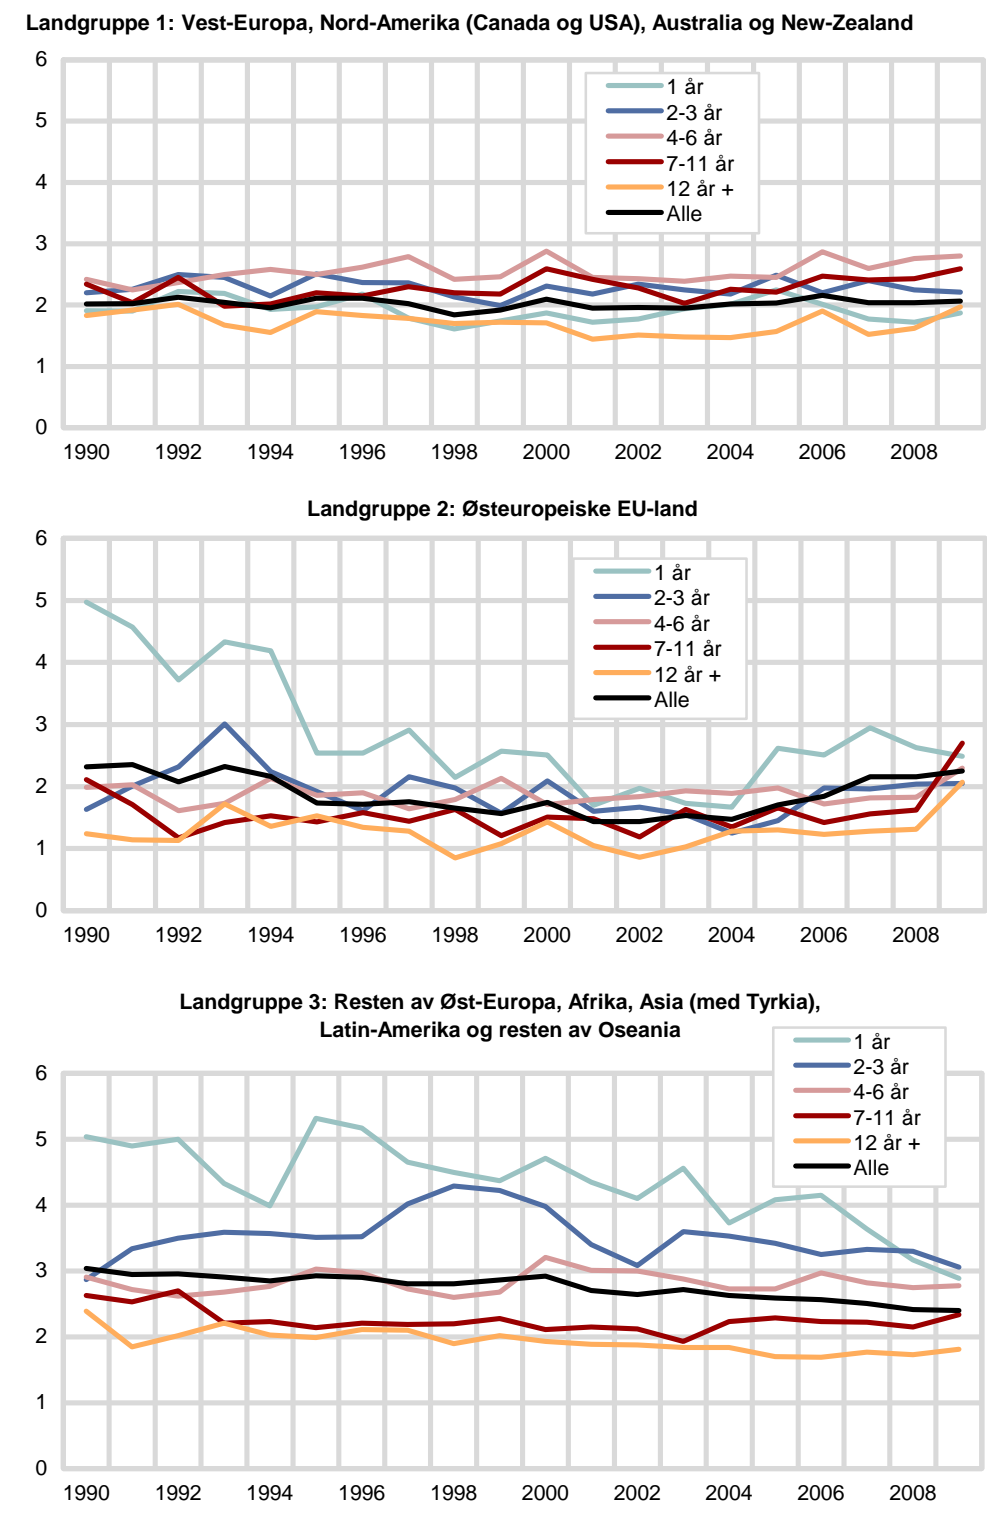 Landgruppe 1: Vest-Europa, Nord-Amerika (Canada og USA), Australia og New-Zealand
6
5
4
3
2
1
0
1 år
2-3 år
4-6 år
7-11 år
12 år +
Alle
1990 1992 1994 1996 1998 2000 2002 2004 2006 2008
Landgruppe 2: Østeuropeiske EU-land
6
5
4
3
2
1
0
1 år
2-3 år
4-6 år
7-11 år
12 år +
Alle
1990 1992 1994 1996 1998 2000 2002 2004 2006 2008
Landgruppe 3: Resten av Øst-Europa, Afrika, Asia (med Tyrkia),
Latin-Amerika og resten av Oseania
6
5
4
3
2
1
0
1 år
2-3 år
4-6 år
7-11 år
12 år +
Alle
1990 1992 1994 1996 1998 2000 2002 2004 2006 2008